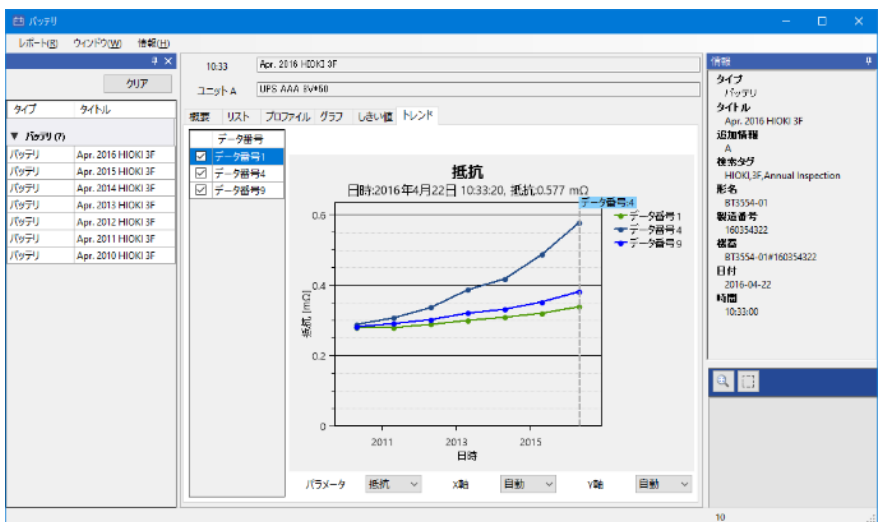 バッテリ
レポート(R) ウィンドウ(W) 情報(H)
クリア
タイプ タイトル
▼ バッテリ (7)
バッテリ Apr. 2016 HIOKI 3F
バッテリ Apr. 2015 HIOKI 3F
バッテリ Apr. 2014 HIOKI 3F
バッテリ Apr. 2013 HIOKI 3F
バッテリ Apr. 2012 HIOKI 3F
バッテリ Apr. 2011 HIOKI 3F
バッテリ Apr. 2010 HIOKI 3F
10:33 Apr. 2016 HIOKI 3F
ユニット A UPS AAA 8V*50
概要 リスト プロファイル グラフ しきい値 トレンド
データ番号
データ番号1
データ番号4
データ番号9
抵抗
日時:2016年4月22日 10:33:20, 抵抗:0.577 mΩ
データ番号:4
データ番号 1
データ番号 4
データ番号 9
抵抗 [mΩ]
0.6
0.4
0.2
0
2011 2013 2015
日時
パラメータ 抵抗 X軸 自動 Y軸 自動
情報
タイプ
バッテリ
タイトル
Apr. 2016 HIOKI 3F
追加情報
A
検索タグ
HIOKI,3F,Annual Inspection
形名
BT3554-01
製造番号
160354322
機器
BT3554-01#160354322
日付
2016-04-22
時間
10:33:00
10